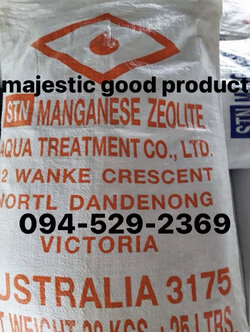 majestic good product
STN MANGANESE ZEOLITE
AQUA TREATMENT CO., LTD.
2 WANKE CRESCENT
NORTL DANDENONG
094-529-2369
VICTORIA
AUSTRALIA 3175